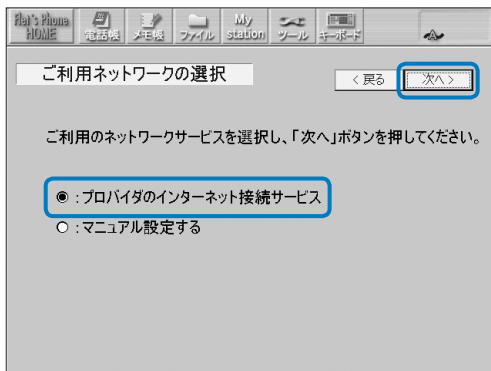 Flet's Phone HOME
電話帳
メモ帳
ファイル
My station
ツール
キーボード
ご利用ネットワークの選択
＜戻る
次へ＞
ご利用のネットワークサービスを選択し、「次へ」ボタンを押してください。
：プロバイダのインターネット接続サービス
：マニュアル設定する